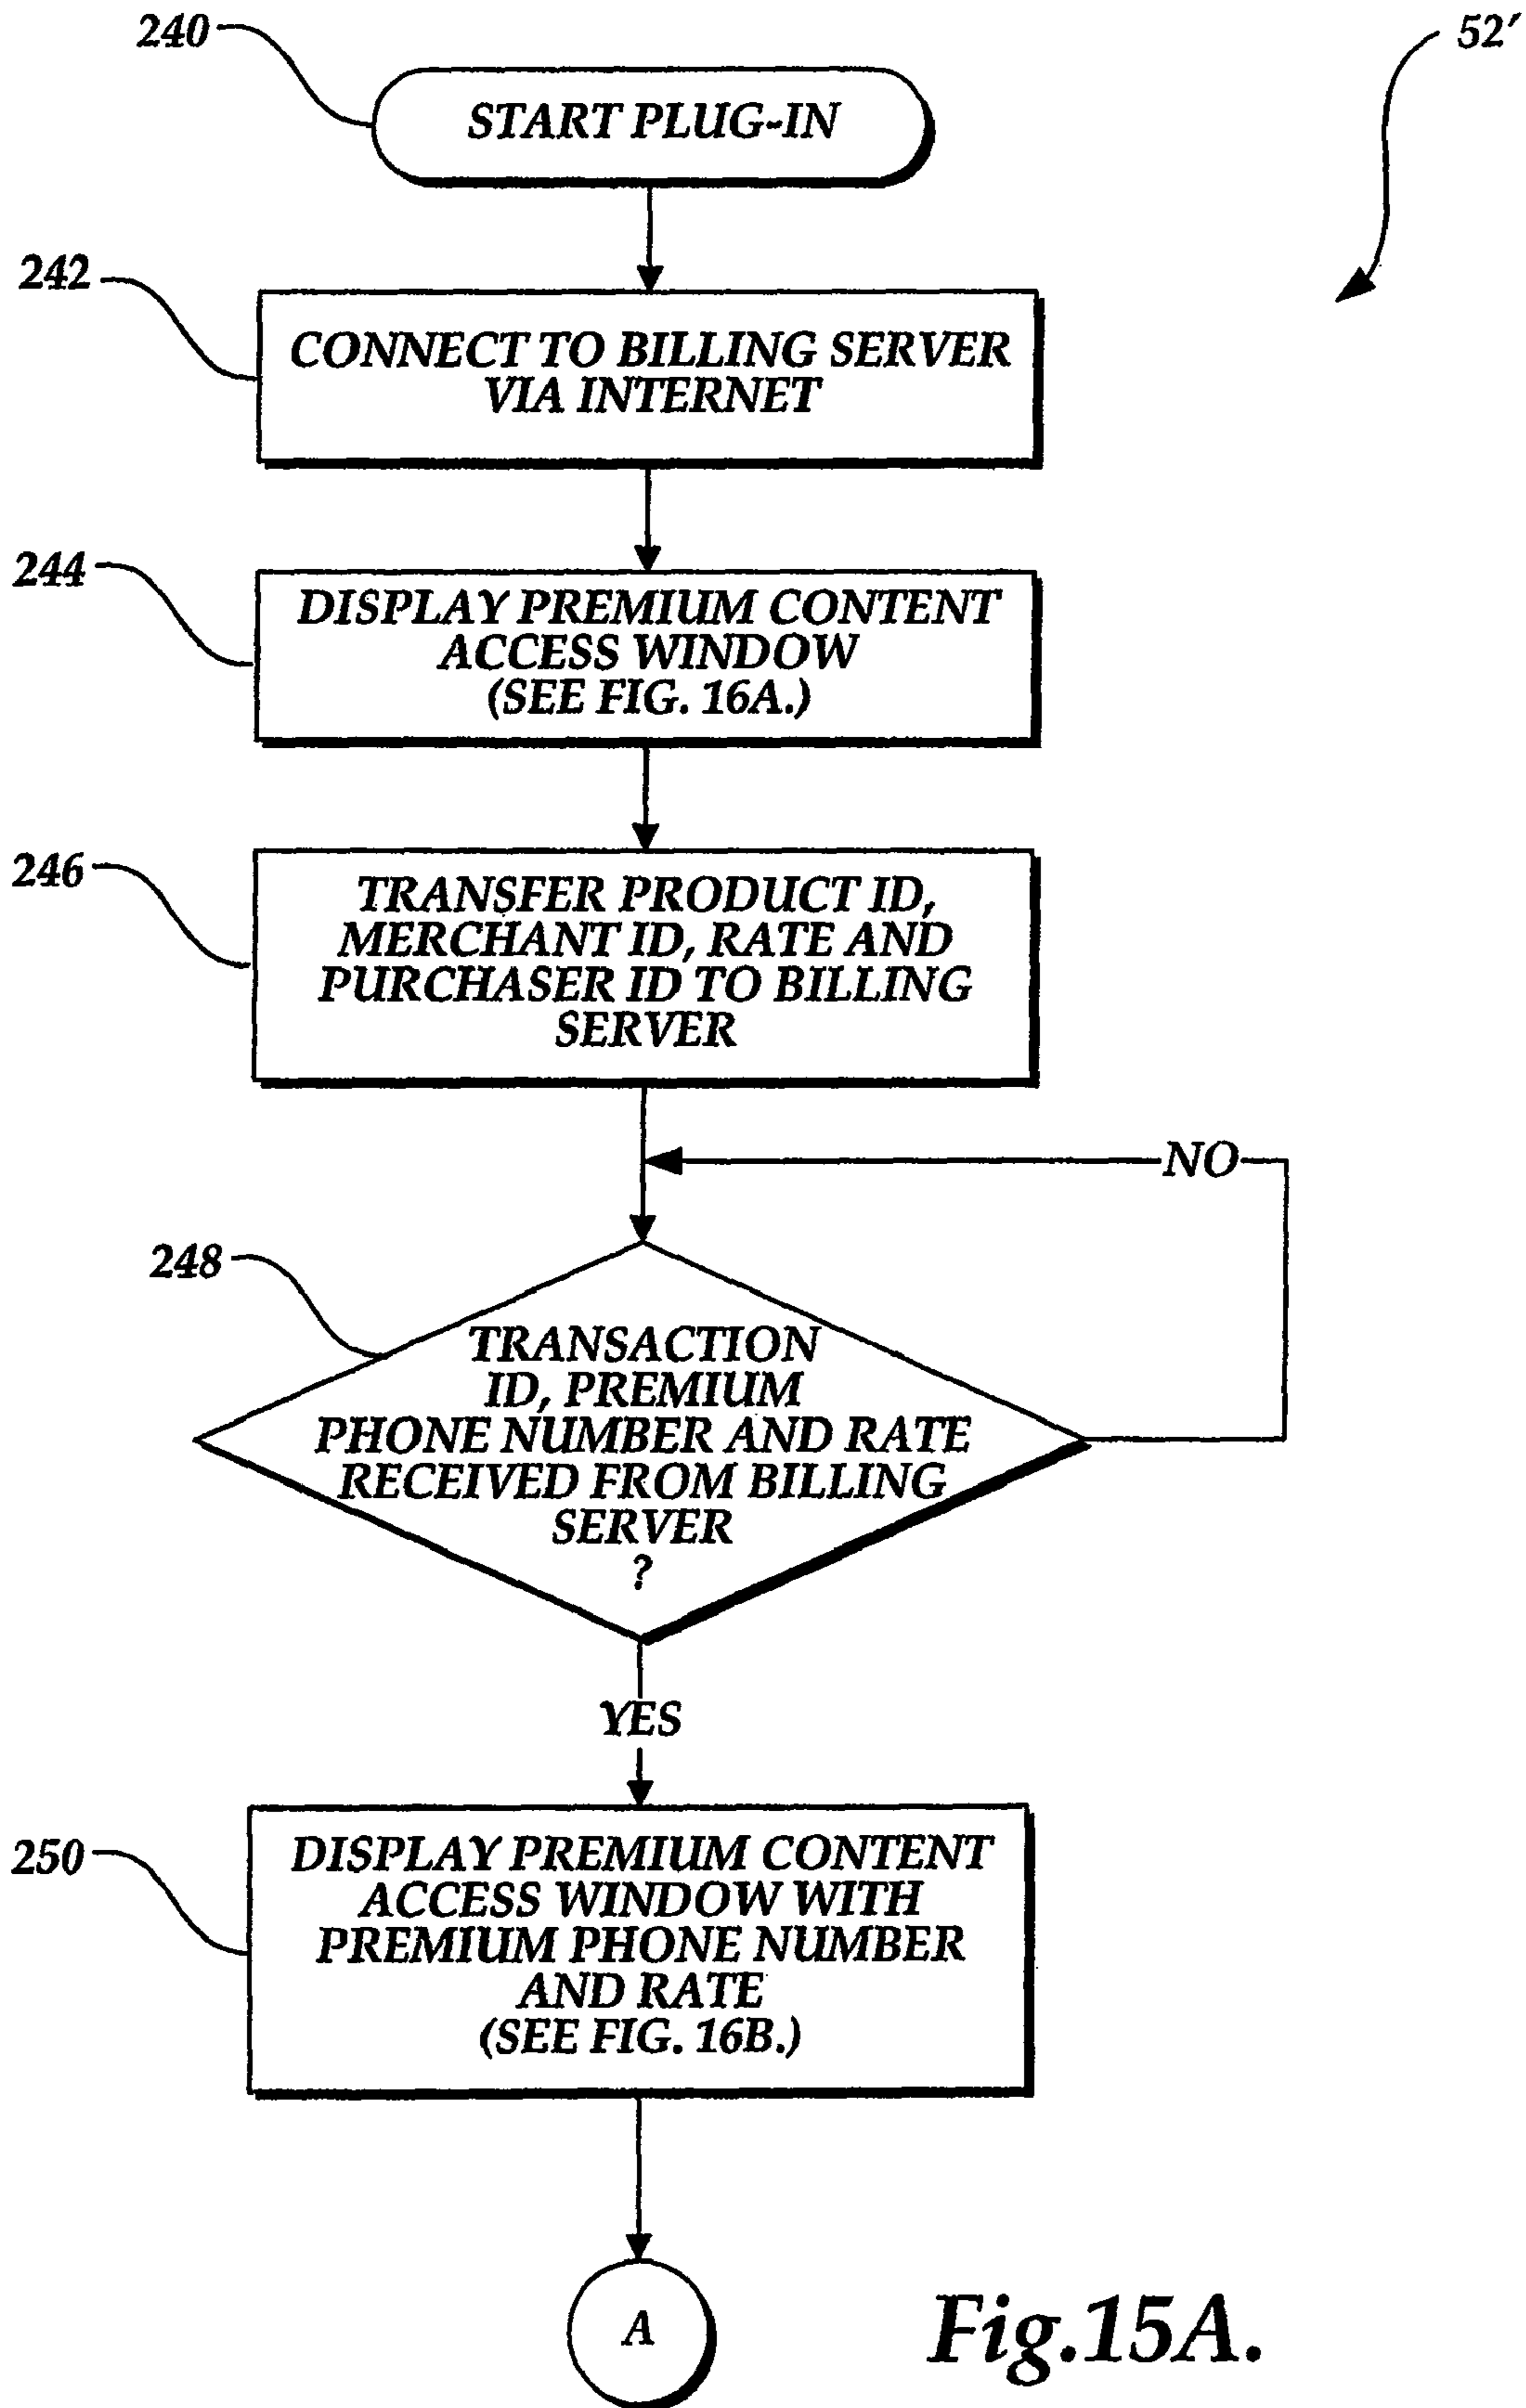 240
52'
START PLUG-IN
242
CONNECT TO BILLING SERVER
VIA INTERNET
244
DISPLAY PREMIUM CONTENT
ACCESS WINDOW
(SEE FIG. 16A.)
246
TRANSFER PRODUCT ID,
MERCHANT ID, RATE AND
PURCHASER ID TO BILLING
SERVER
NO
248
TRANSACTION
ID, PREMIUM
PHONE NUMBER AND RATE
RECEIVED FROM BILLING
SERVER
?
YES
250
DISPLAY PREMIUM CONTENT
ACCESS WINDOW WITH
PREMIUM PHONE NUMBER
AND RATE
(SEE FIG. 16B.)
A
Fig.15A.